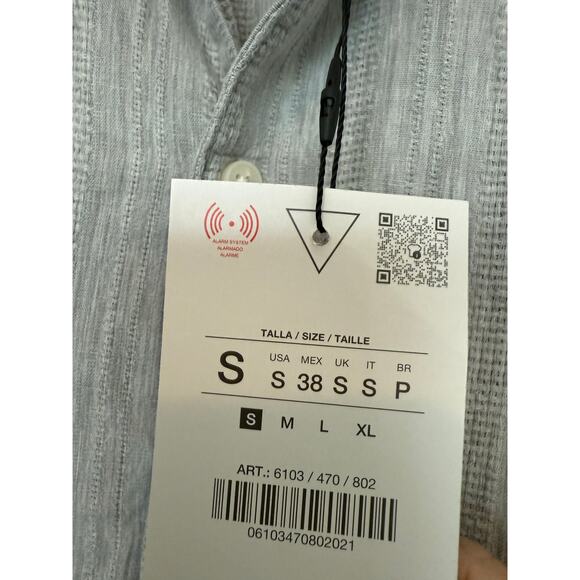 ALARM SYSTEM
ALARMADO
ALARME
TALLA / SIZE / TAILLE
USA MEX UK IT BR
S S 38 S S P
S M L XL
ART.: 6103 / 470 / 802
06103470802021